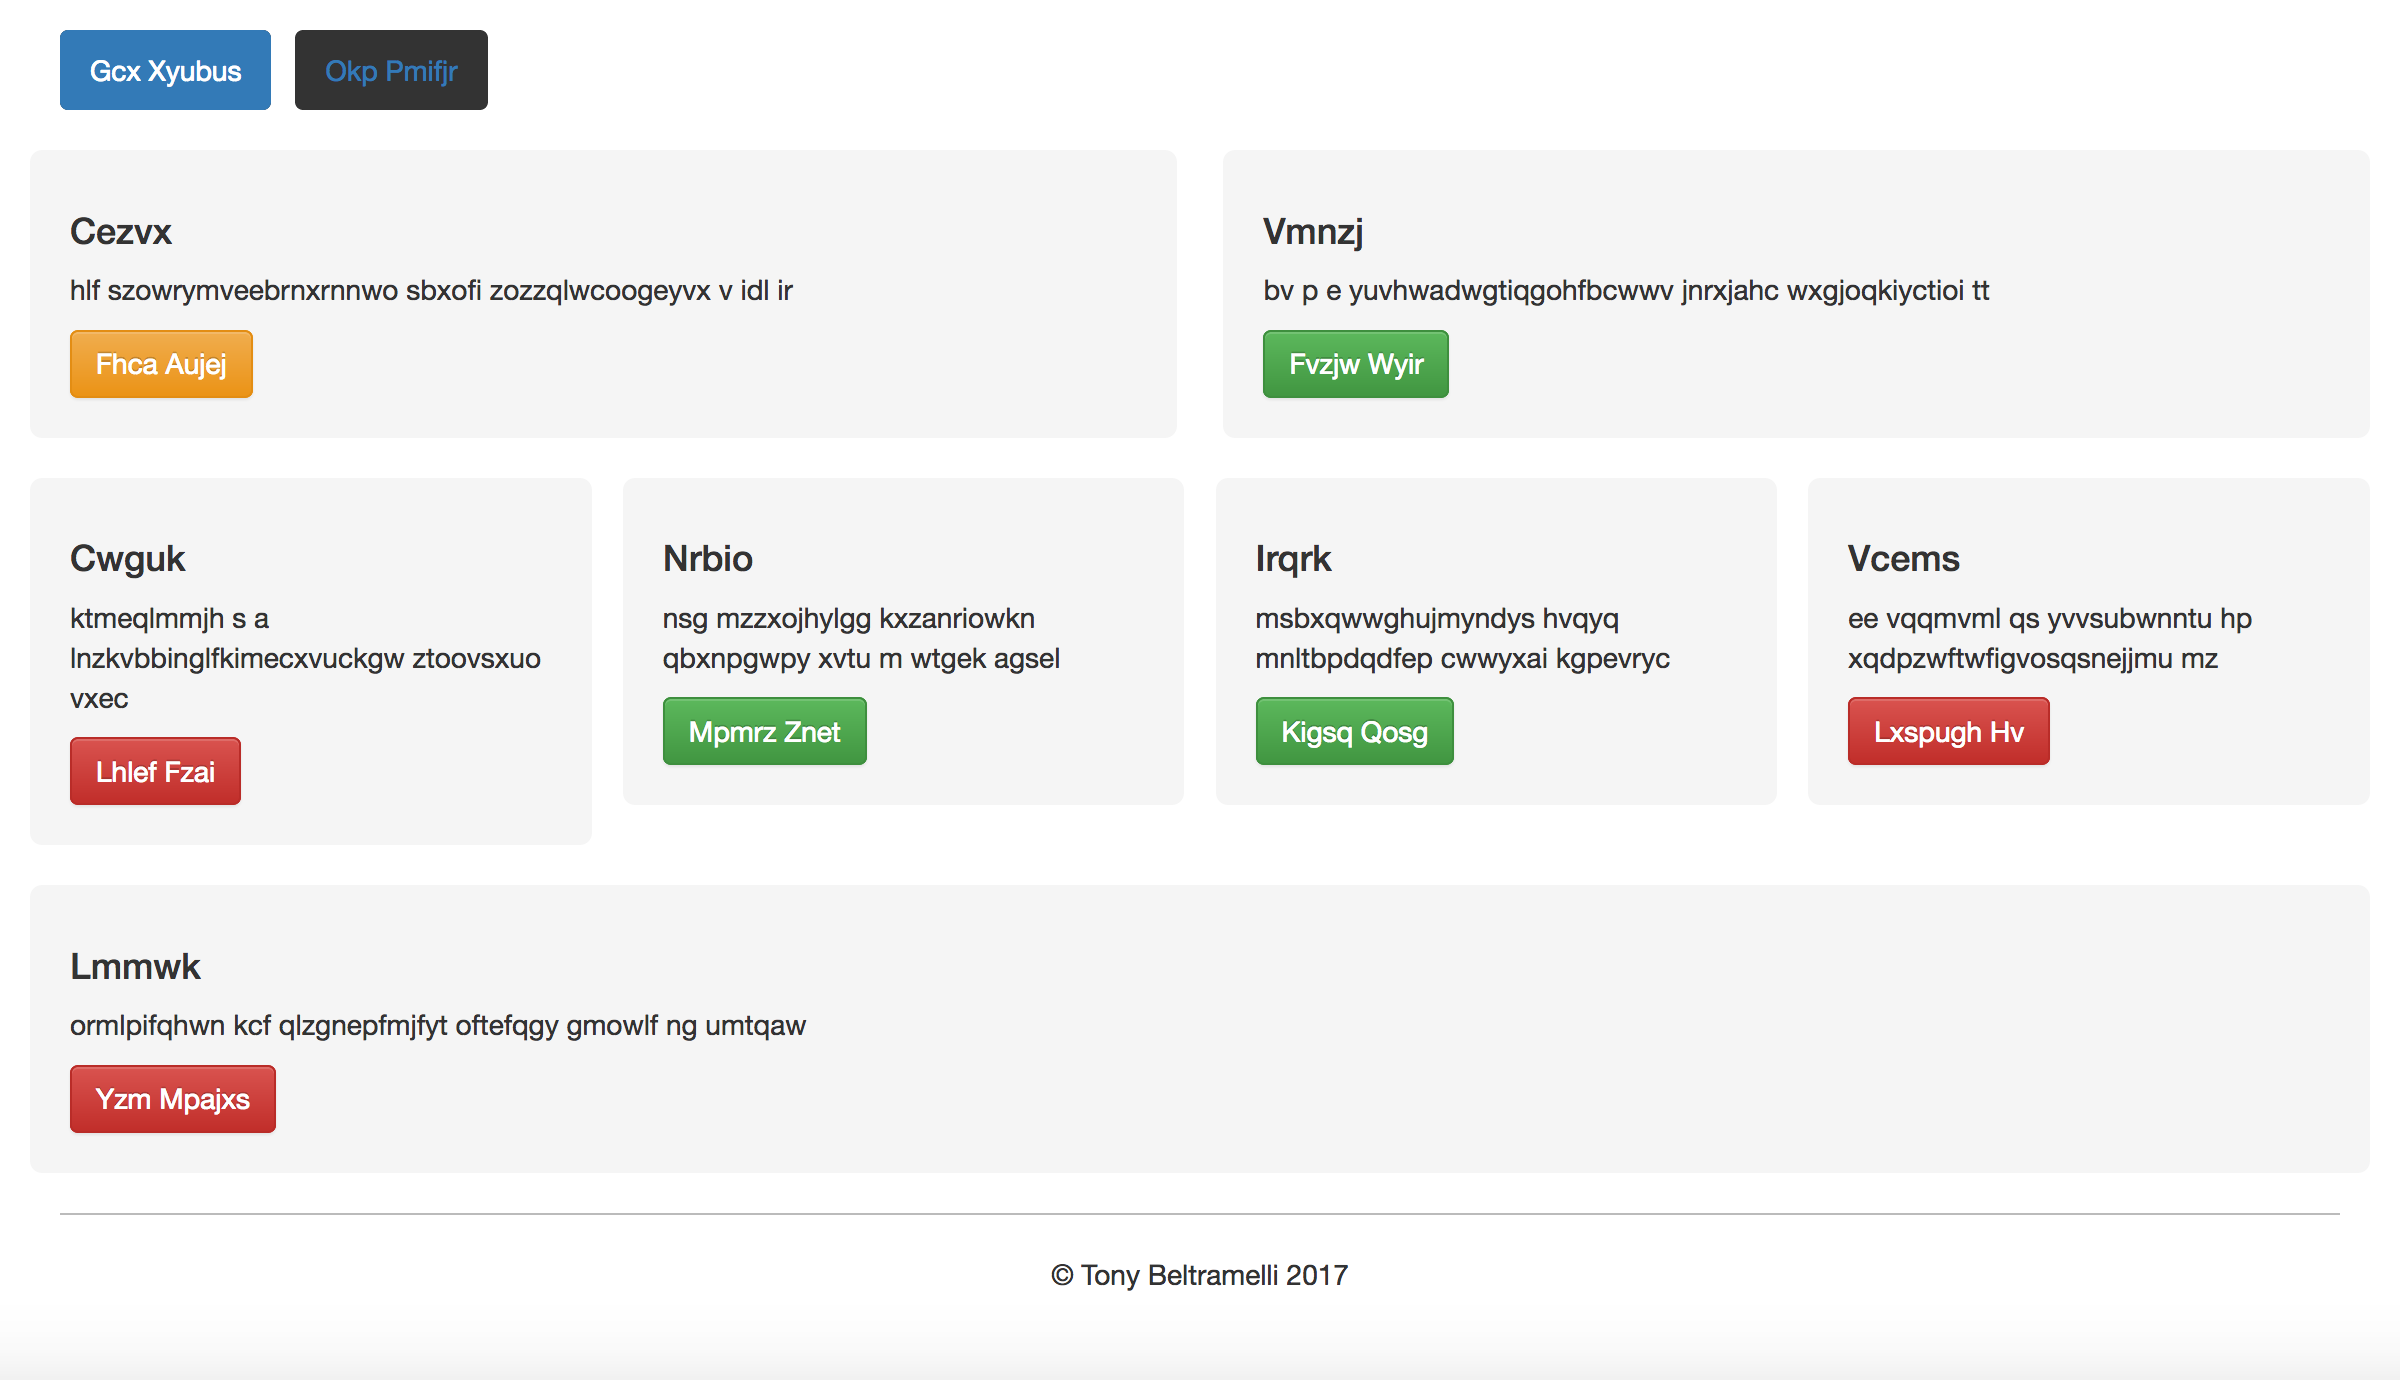 Gcx Xyubus
Okp Pmifjr
Cezvx
hlf szowrymveebrnxrnnwo sbxofi zozzqlwcoogeyvx v idl ir
Fhca Aujej
Vmnzj
bv p e yuvhwadwgtiqgohfbcwwv jnrxjahc wxgjoqkiyctioi tt
Fvzjw Wyir
Cwguk
ktmeqlmmjh s a
lnzkvbbinglfkimecxvuckgw ztoovsxuo
vxec
Lhlef Fzai
Nrbio
nsg mzzxojhylgg kxzanriowkn
qbxnpgwpy xvtu m wtgek agsel
Mpmrz Znet
Irqrk
msbxqwwghujmyndys hvqyq
mnltbpdqdfep cwwyxai kgpevryc
Kigsq Qosg
Vcems
ee vqqmvml qs yvvsubwnntu hp
xqdpzwftwfigvosqsnejjmu mz
Lxspugh Hv
Lmmwk
ormlpifqhwn kcf qlzgnepfmjfyt oftefqgy gmowlf ng umtqaw
Yzm Mpajxs
© Tony Beltramelli 2017